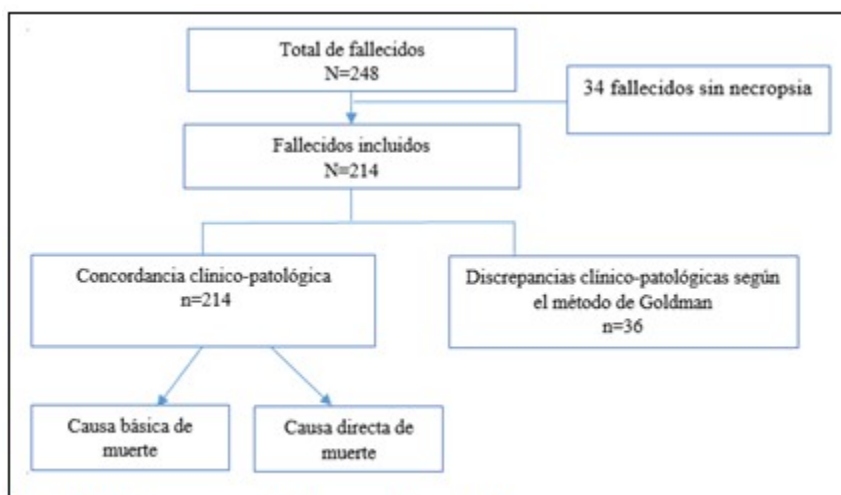 Total de fallecidos
N=248
34 fallecidos sin necropsia
Fallecidos incluidos
N=214
Concordancia clínico-patológica
n=214
Discrepancias clínico-patológicas según
el método de Goldman
n=36
Causa básica de
muerte
Causa directa de
muerte